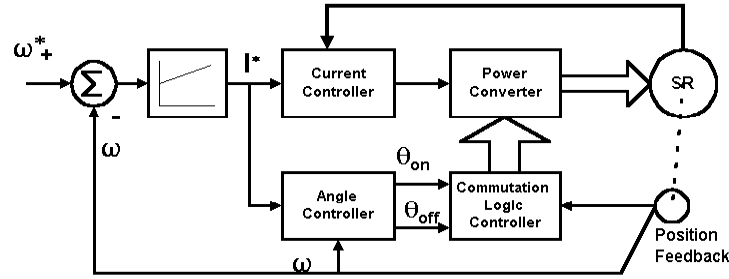 ω*
+
Σ
-
ω
I*
Current
Controller
Power
Converter
SR
Angle
Controller
θon
θoff
Commutation
Logic
Controller
Position
Feedback
ω